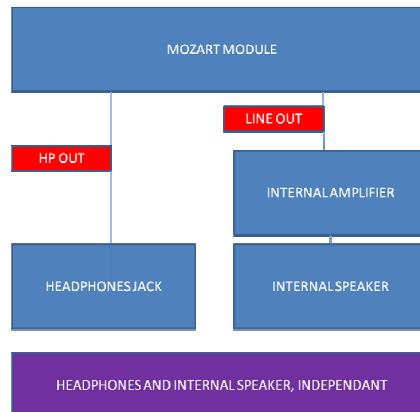 MOZART MODULE
LINE OUT
HP OUT
INTERNAL AMPLIFIER
HEADPHONES JACK
INTERNAL SPEAKER
HEADPHONES AND INTERNAL SPEAKER, INDEPENDANT